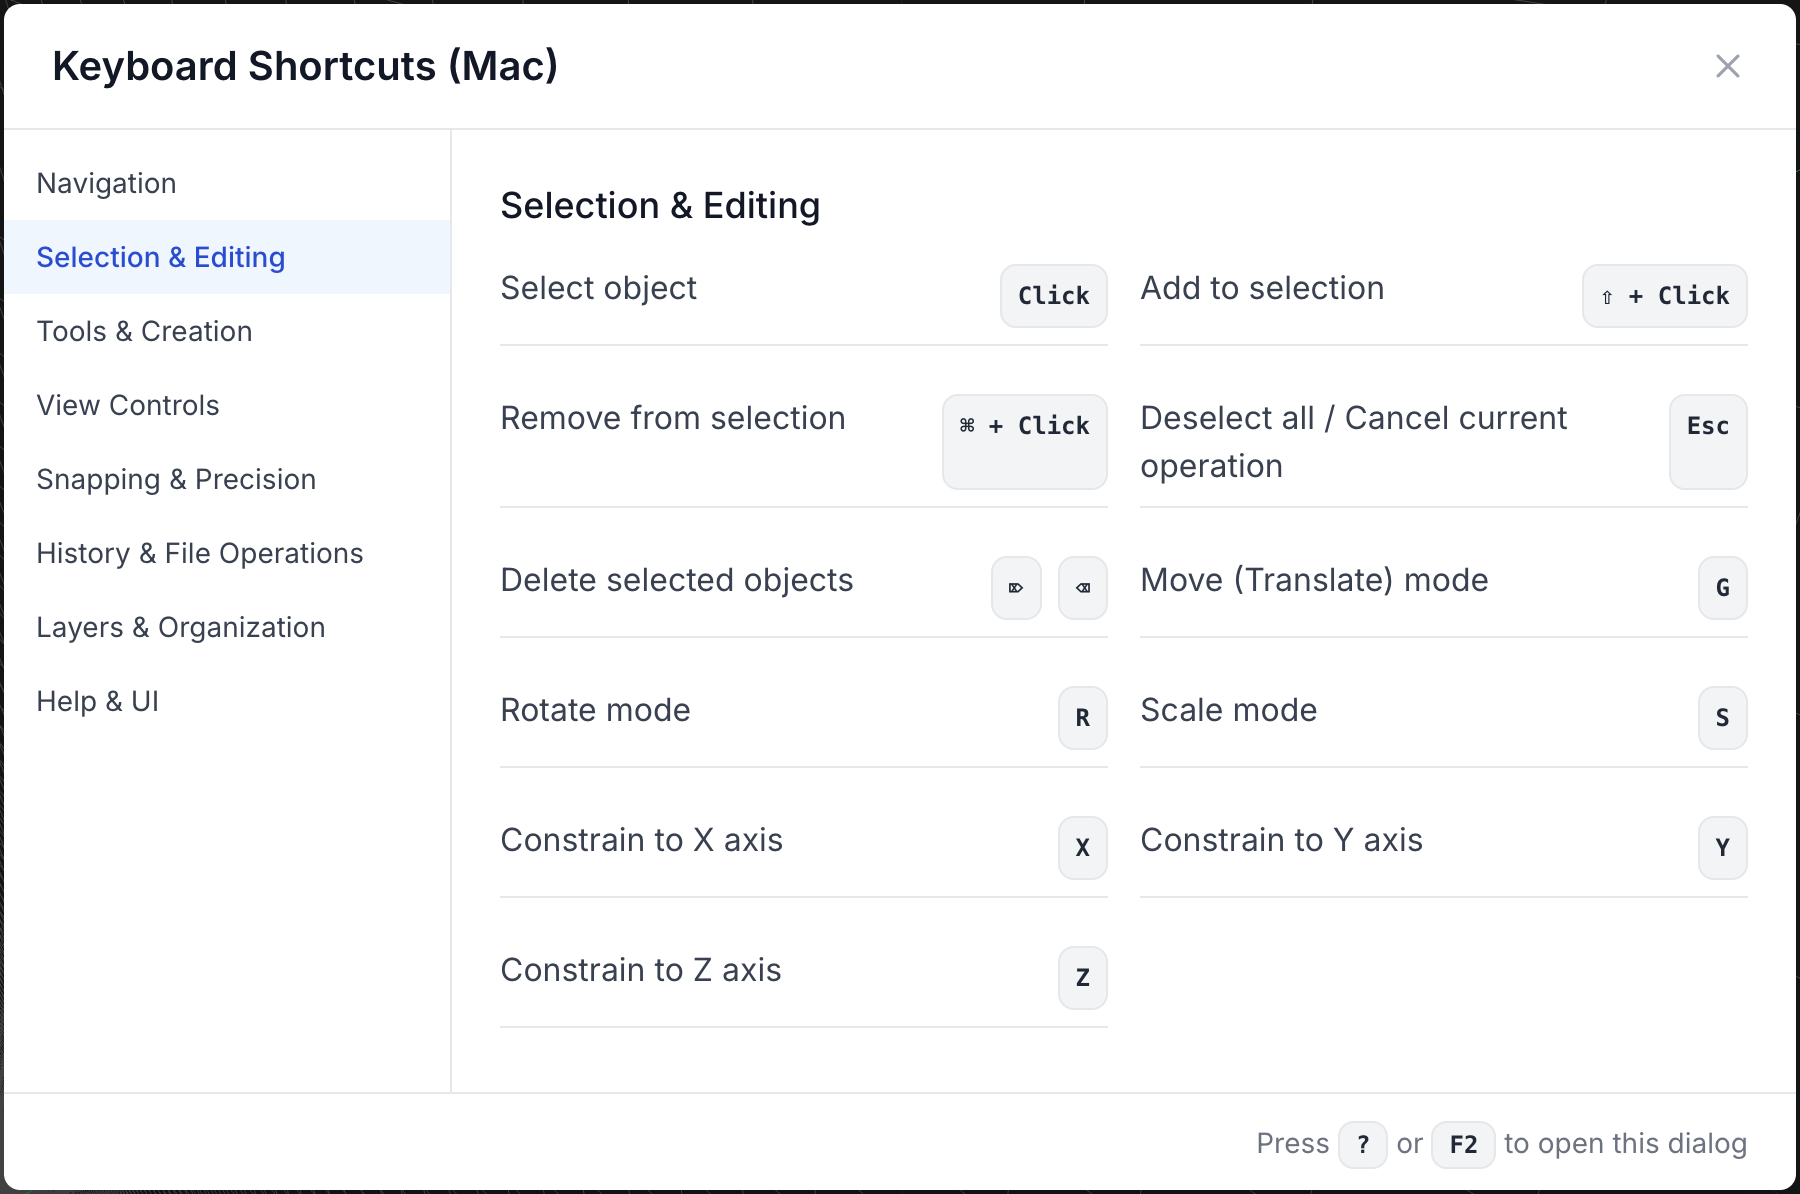 Keyboard Shortcuts (Mac)
Navigation
Selection & Editing
Tools & Creation
View Controls
Snapping & Precision
History & File Operations
Layers & Organization
Help & UI
Selection & Editing
Select object Click
Add to selection ⇧ + Click
Remove from selection ⌘ + Click
Deselect all / Cancel current
operation
Esc
Delete selected objects ⌦ ⌫
Move (Translate) mode G
Rotate mode R
Scale mode S
Constrain to X axis X
Constrain to Y axis Y
Constrain to Z axis Z
Press ? or F2 to open this dialog